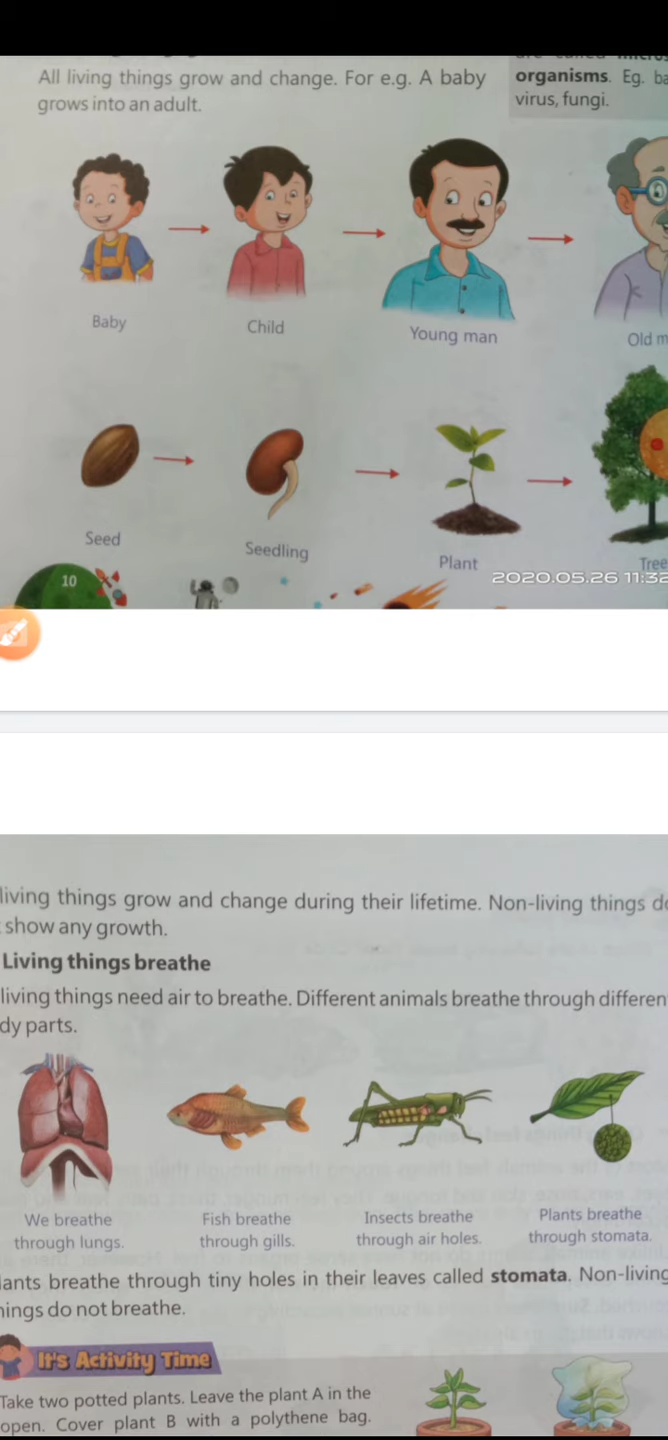 All living things grow and change. For e.g. A baby
grows into an adult.
organisms. Eg.
virus, fungi.
Baby
Child
Young man
Old
Seed
Seedling
Plant
Tree
10
2020.05.26 11:32
living things grow and change during their lifetime. Non-living things
show any growth.
Living things breathe
living things need air to breathe. Different animals breathe through
parts.
We breathe
through lungs.
Fish breathe
through gills.
Insects breathe
through air holes.
Plants breathe
through stomata.
breathe through tiny holes in their leaves called stomata. Non-living
do not breathe.
It's Activity Time
Take two potted plants. Leave the plant A in the
open. Cover plant B with a polythene bag.